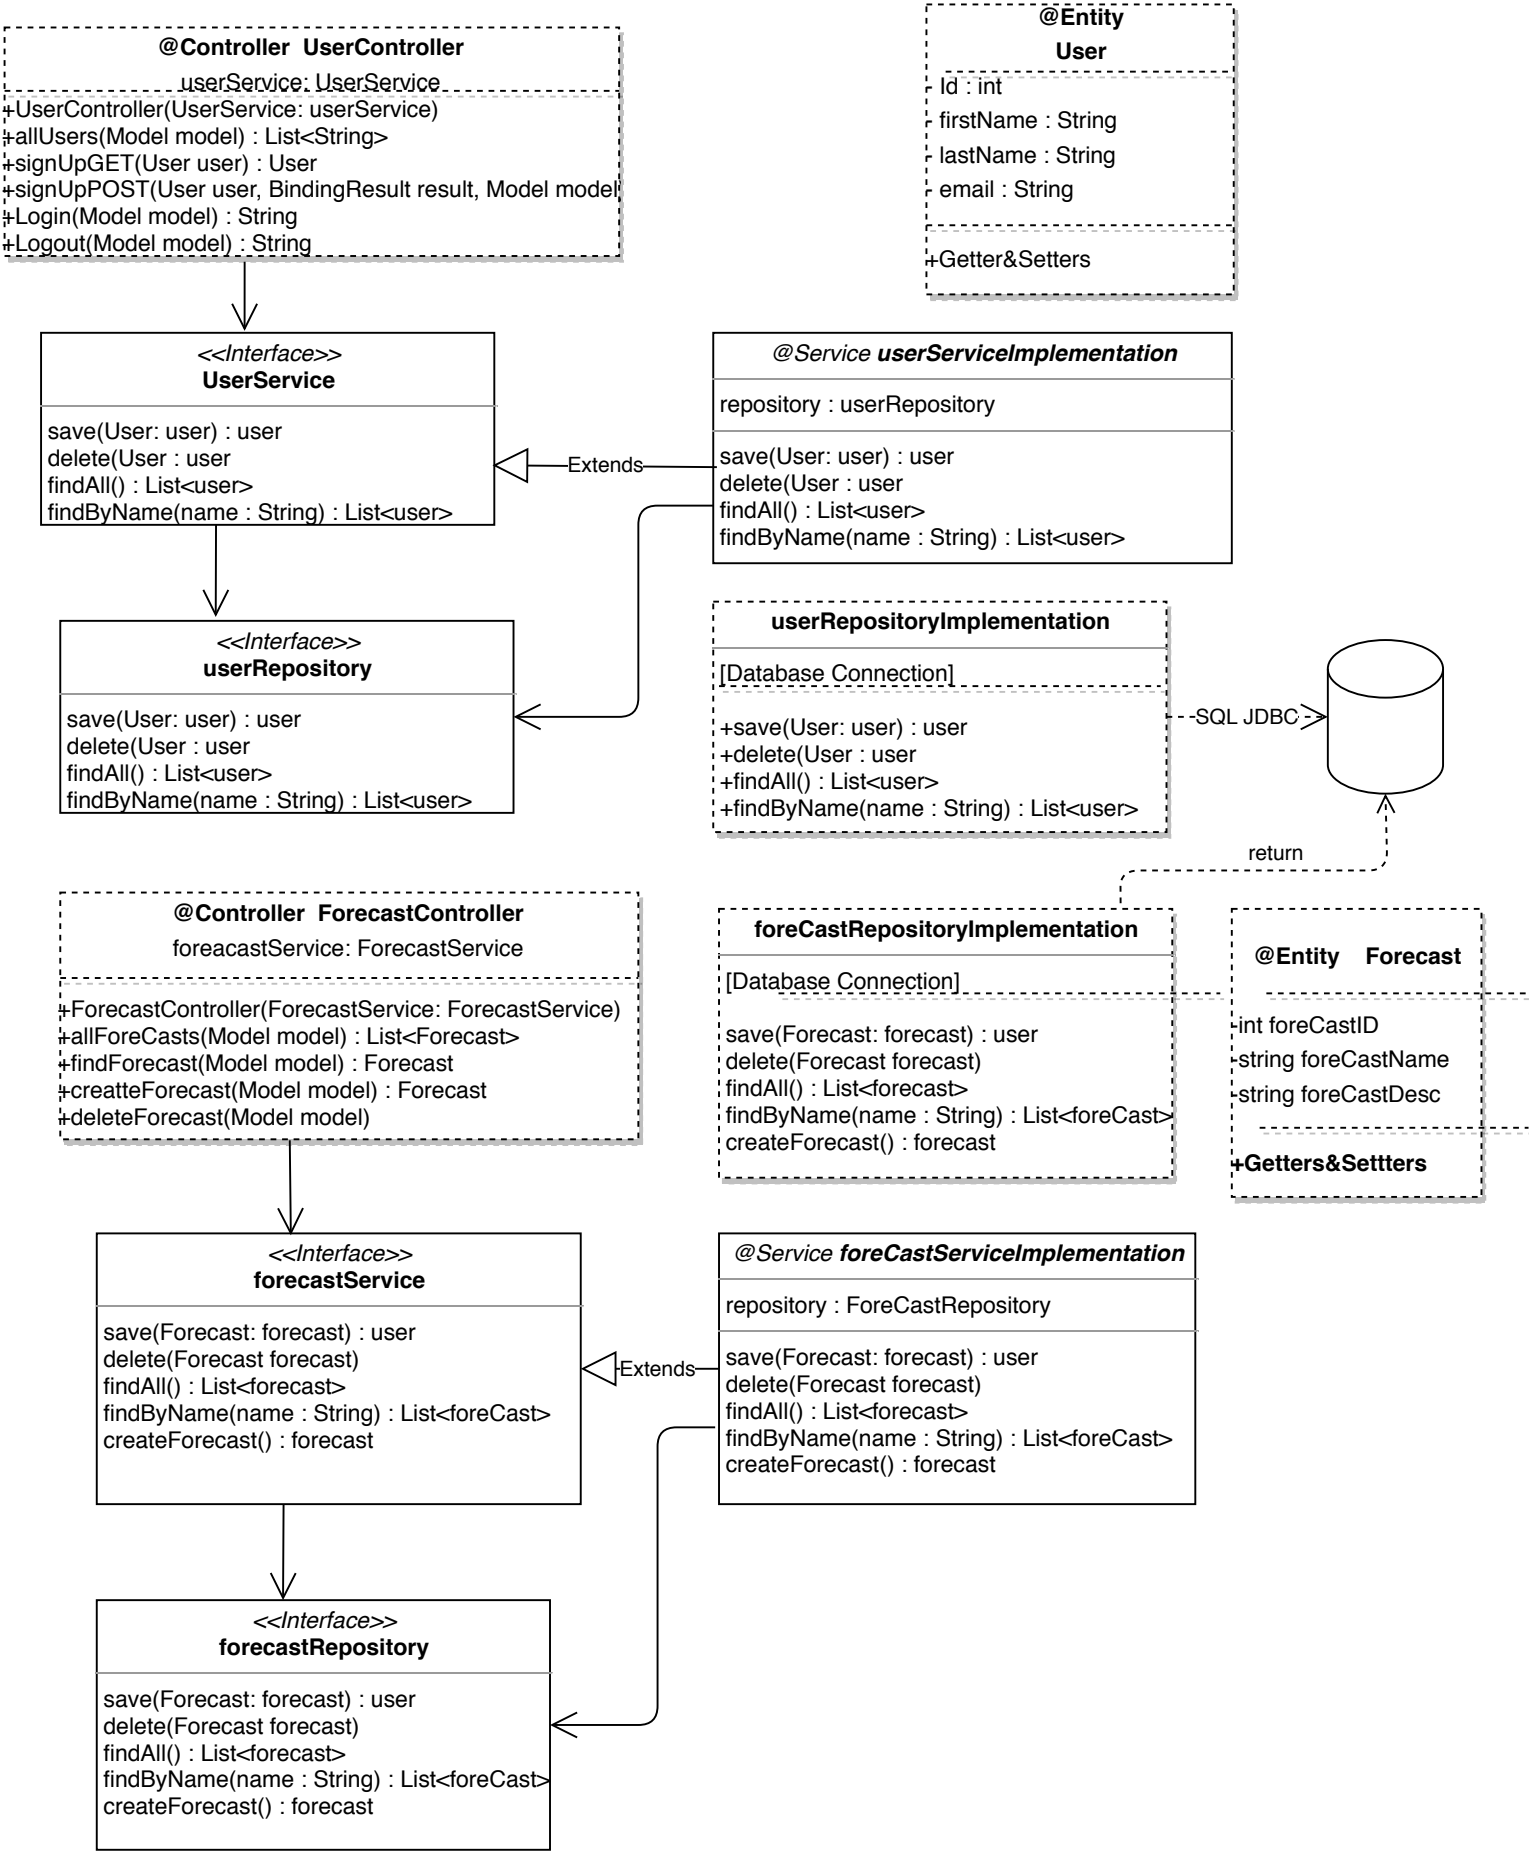 @Controller  UserController
userService: UserService
+UserController(UserService: userService)
+allUsers(Model model) : List<String>
+signUpGET(User user) : User
+signUpPOST(User user, BindingResult result, Model model
+Login(Model model) : String
+Logout(Model model) : String
@Entity
User
- Id : int
- firstName : String
- lastName : String
- email : String
+Getter&Setters
<<Interface>>
UserService
save(User: user) : user
delete(User : user
findAll() : List<user>
findByName(name : String) : List<user>
Extends
@Service userServiceImplementation
repository : userRepository
save(User: user) : user
delete(User : user
findAll() : List<user>
findByName(name : String) : List<user>
<<Interface>>
userRepository
save(User: user) : user
delete(User : user
findAll() : List<user>
findByName(name : String) : List<user>
userRepositoryImplementation
[Database Connection]
+save(User: user) : user
+delete(User : user
+findAll() : List<user>
+findByName(name : String) : List<user>
SQL JDBC
return
@Controller  ForecastController
foreacastService: ForecastService
+ForecastController(ForecastService: ForecastService)
+allForeCasts(Model model) : List<Forecast>
+findForecast(Model model) : Forecast
+creatteForecast(Model model) : Forecast
+deleteForecast(Model model)
foreCastRepositoryImplementation
[Database Connection]
save(Forecast: forecast) : user
delete(Forecast forecast)
findAll() : List<forecast>
findByName(name : String) : List<foreCast>
createForecast() : forecast
@Entity    Forecast
-int foreCastID
-string foreCastName
-string foreCastDesc
+Getters&Settters
<<Interface>>
forecastService
save(Forecast: forecast) : user
delete(Forecast forecast)
findAll() : List<forecast>
findByName(name : String) : List<foreCast>
createForecast() : forecast
Extends
@Service foreCastServiceImplementation
repository : ForeCastRepository
save(Forecast: forecast) : user
delete(Forecast forecast)
findAll() : List<forecast>
findByName(name : String) : List<foreCast>
createForecast() : forecast
<<Interface>>
forecastRepository
save(Forecast: forecast) : user
delete(Forecast forecast)
findAll() : List<forecast>
findByName(name : String) : List<foreCast>
createForecast() : forecast